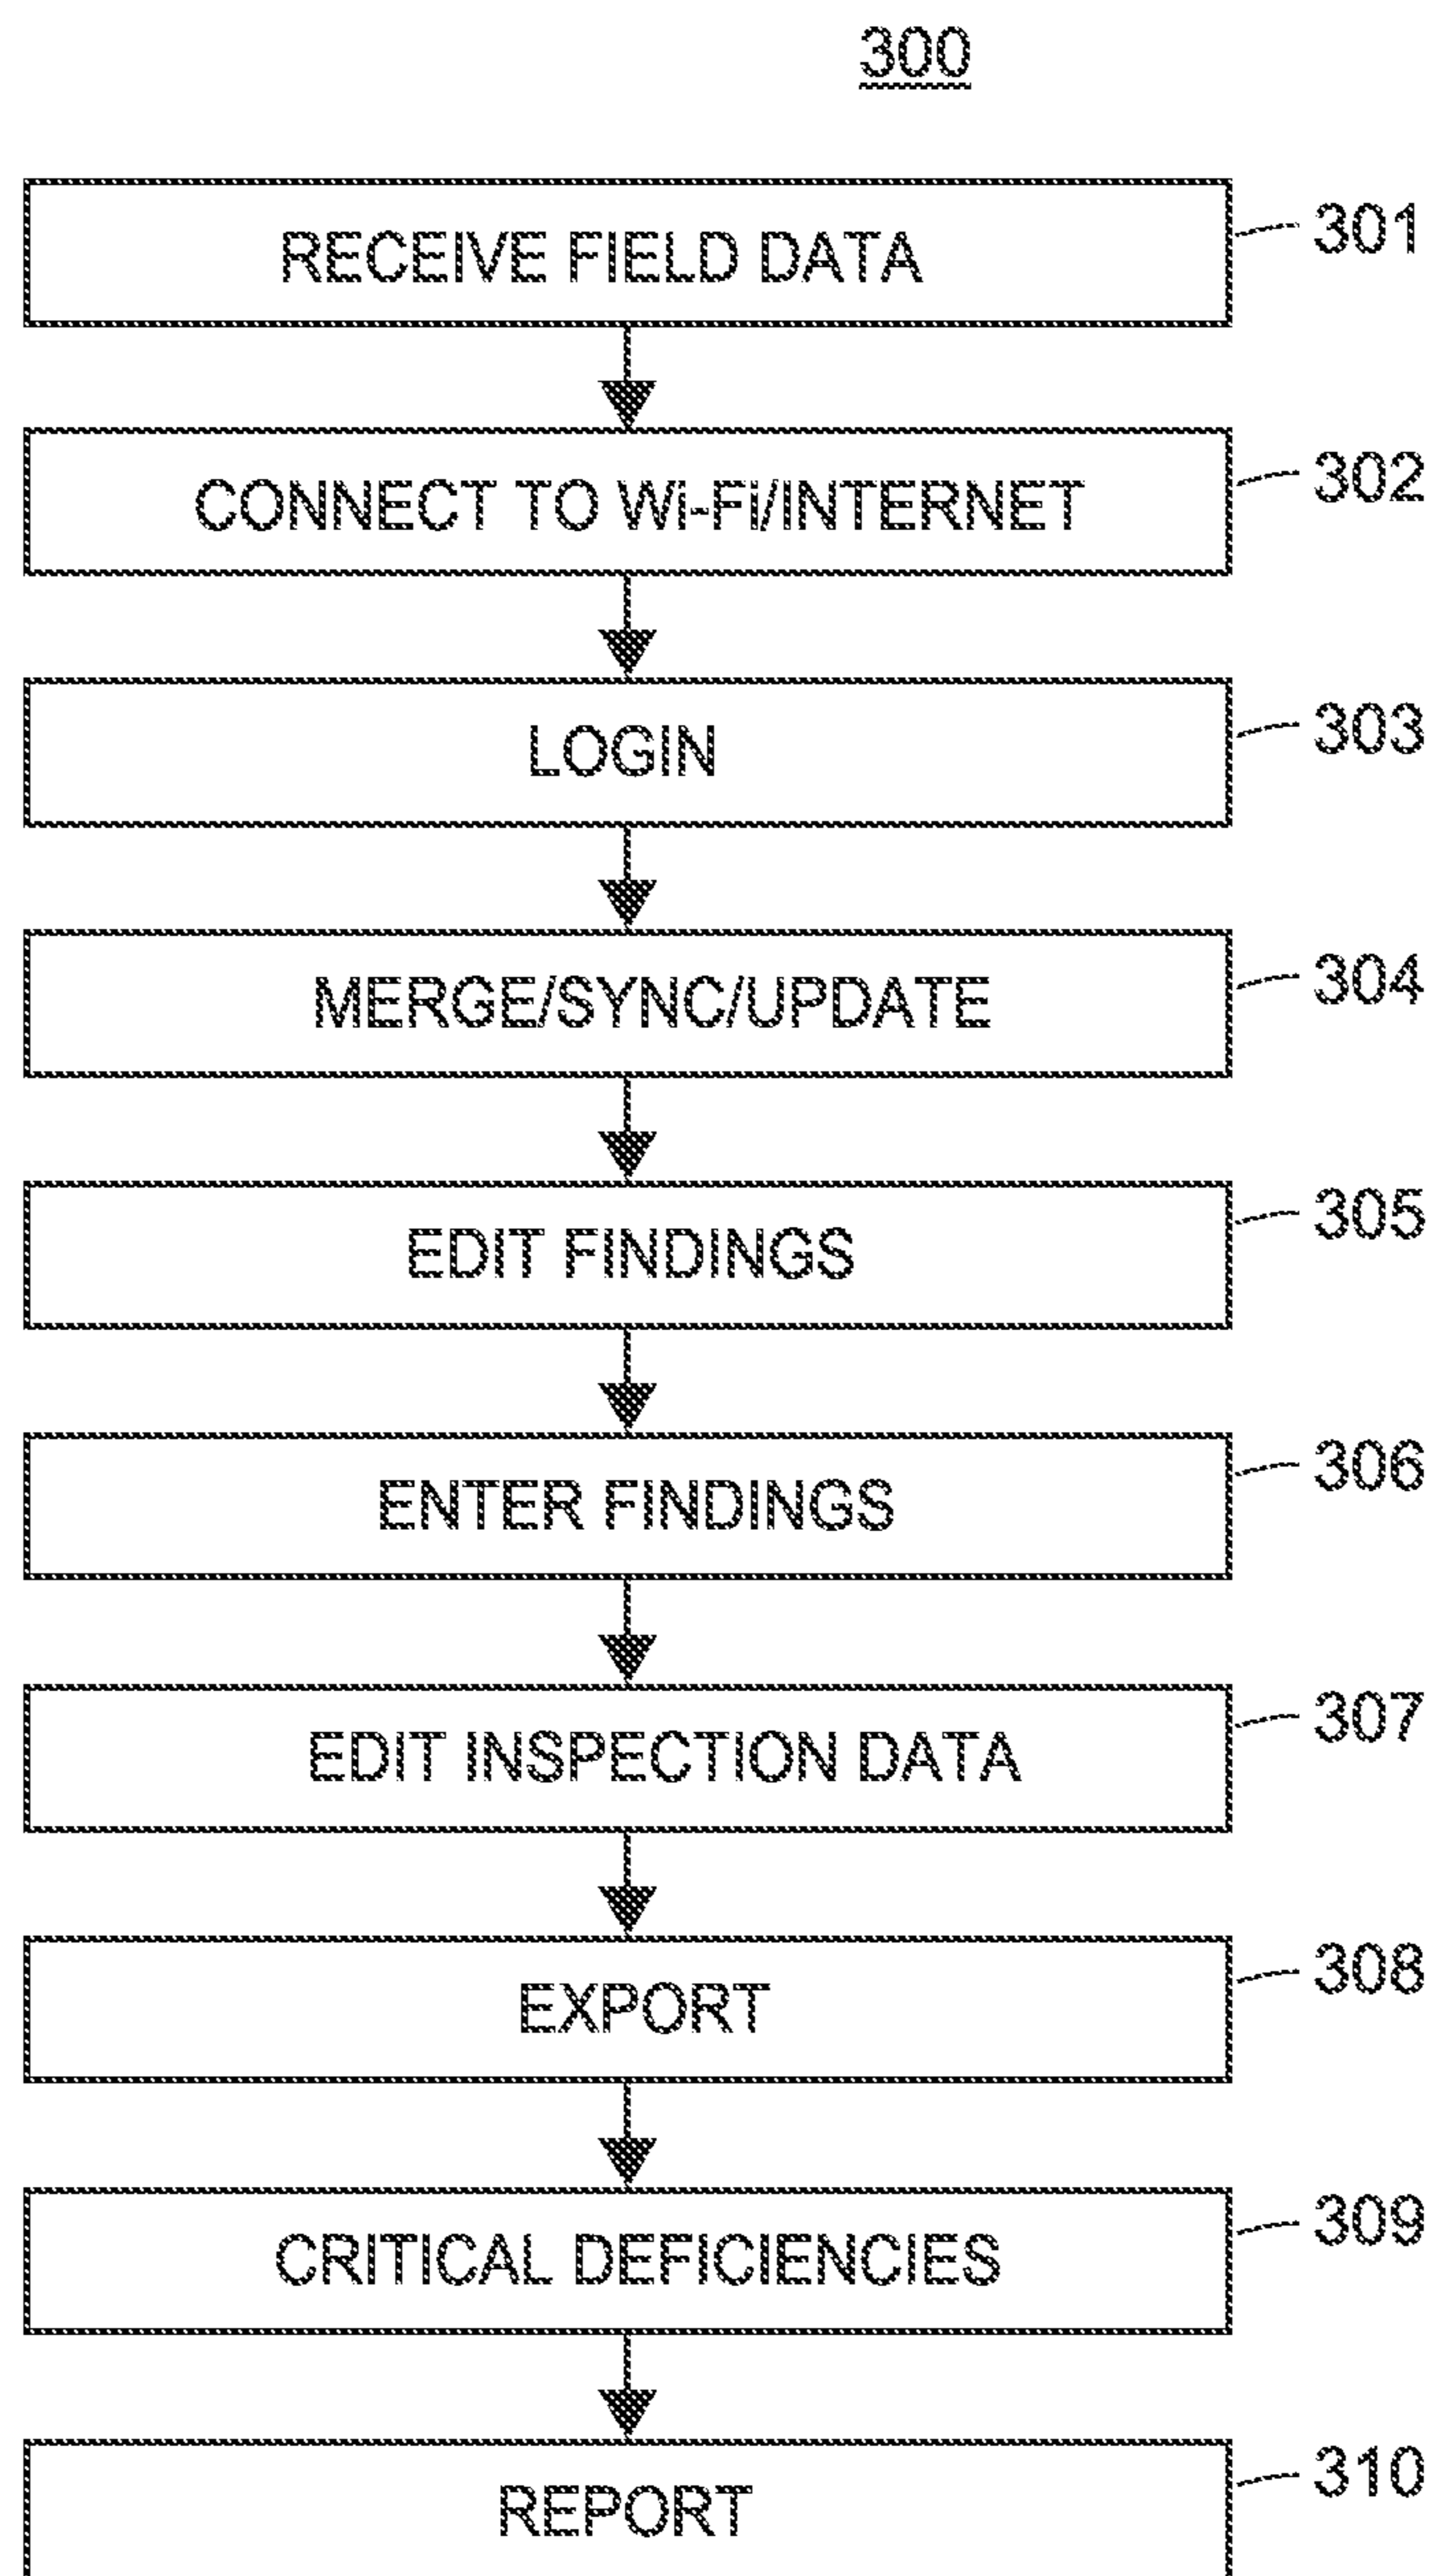 300
RECEIVE FIELD DATA 301
CONNECT TO Wi-Fi/INTERNET 302
LOGIN 303
MERGE/SYNC/UPDATE 304
EDIT FINDINGS 305
ENTER FINDINGS 306
EDIT INSPECTION DATA 307
EXPORT 308
CRITICAL DEFICIENCIES 309
REPORT 310